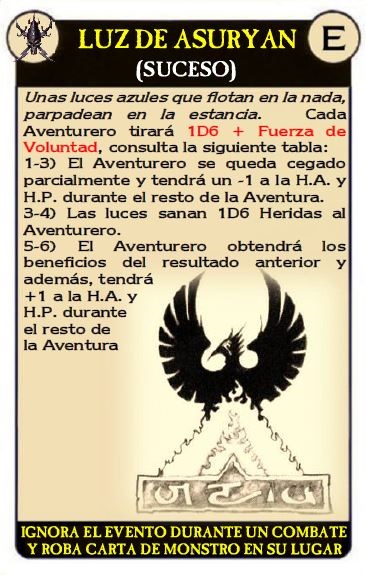 LUZ DE ASURYAN
E
(SUCESO)
Unas luces azules que flotan en la nada,
parpadean en la estancia. Cada
Aventurero tirará 1D6 + Fuerza de
Voluntad, consulta la siguiente tabla:
1-3) El Aventurero se queda cegado
parcialmente y tendrá un -1 a la H.A. y
H.P. durante el resto de la Aventura.
3-4) Las luces sanan 1D6 Heridas al
Aventurero.
5-6) El Aventurero obtendrá los
beneficios del resultado anterior y
además, tendrá
+1 a la H.A. y
H.P. durante
el resto de
la Aventura
IGNORA EL EVENTO DURANTE UN COMBATE
Y ROBA CARTA DE MONSTRO EN SU LUGAR